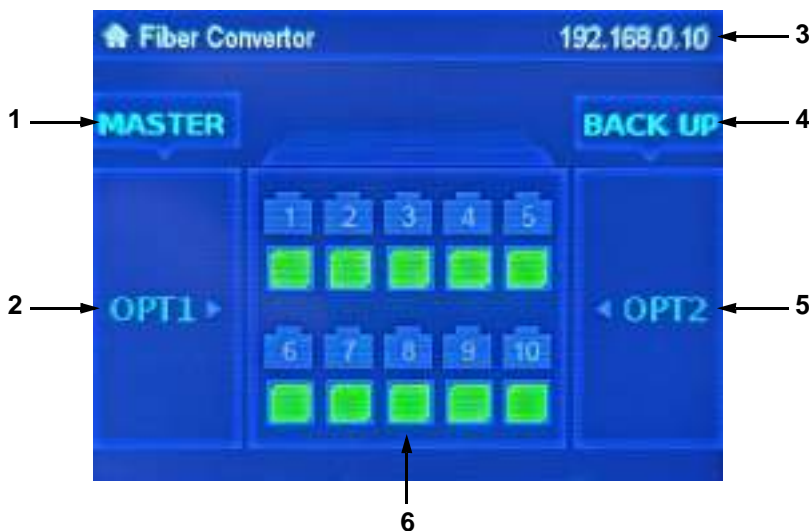 Fiber Convertor 192.168.0.10 3
1 MASTER BACK UP 4
1 2 3 4 5
2 OPT1 OPT2 5
6 7 8 9 10
6